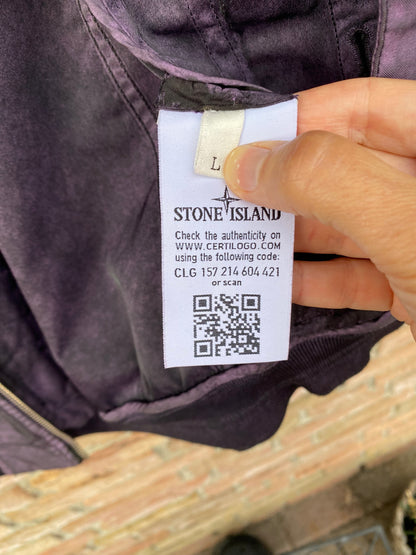 L
STONE ISLAND
Check the authenticity on
WWW.CERTILOGO.COM
using the following code:
CLG 157 214 604 421
or scan